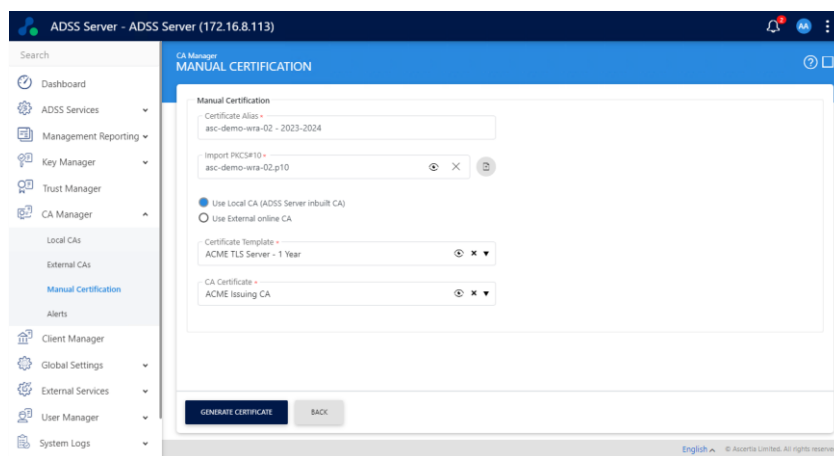 ADSS Server - ADSS Server (172.16.8.113)
2
AA
Search
Dashboard
ADSS Services
Management Reporting
Key Manager
Trust Manager
CA Manager
Local CAs
External CAs
Manual Certification
Alerts
Client Manager
Global Settings
External Services
User Manager
System Logs
CA Manager
MANUAL CERTIFICATION
Manual Certification
Certificate Alias *
asc-demo-wra-02 - 2023-2024
Import PKCS#10 *
asc-demo-wra-02.p10
Use Local CA (ADSS Server inbuilt CA)
Use External online CA
Certificate Template *
ACME TLS Server - 1 Year
CA Certificate *
ACME Issuing CA
GENERATE CERTIFICATE
BACK
English
© Ascertia Limited. All rights reserve